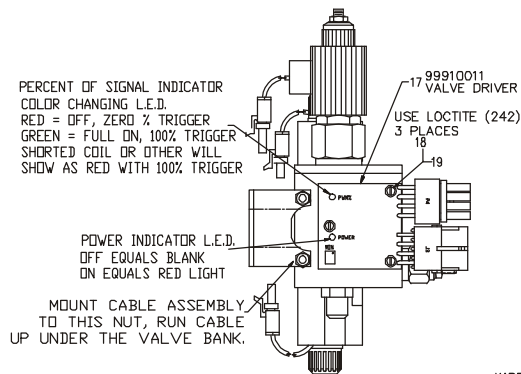 PERCENT OF SIGNAL INDICATOR
COLOR CHANGING L.E.D.
RED = OFF, ZERO % TRIGGER
GREEN = FULL ON, 100% TRIGGER
SHORTED COIL OR OTHER WILL
SHOW AS RED WITH 100% TRIGGER
17 99910011
VALVE DRIVER
USE LOCTITE (242)
3 PLACES
18
19
PWM%
POWER
POWER INDICATOR L.E.D.
OFF EQUALS BLANK
ON EQUALS RED LIGHT
MOUNT CABLE ASSEMBLY
TO THIS NUT, RUN CABLE
UP UNDER THE VALVE BANK.